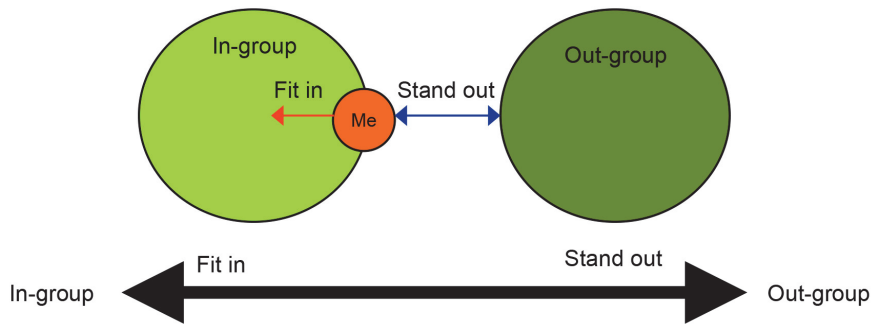 In-group
Out-group
Fit in
Stand out
Me
Fit in
Stand out
In-group
Out-group